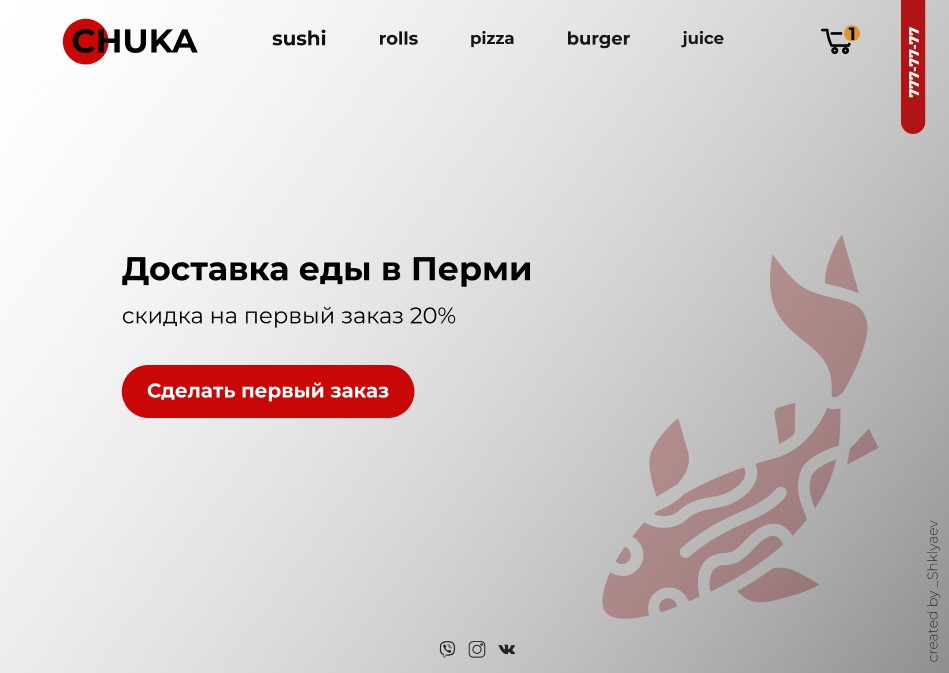 CHUKA
sushi
rolls
pizza
burger
juice
1
777-77-77
Доставка еды в Перми
скидка на первый заказ 20%
Сделать первый заказ
created by _Shklyaev